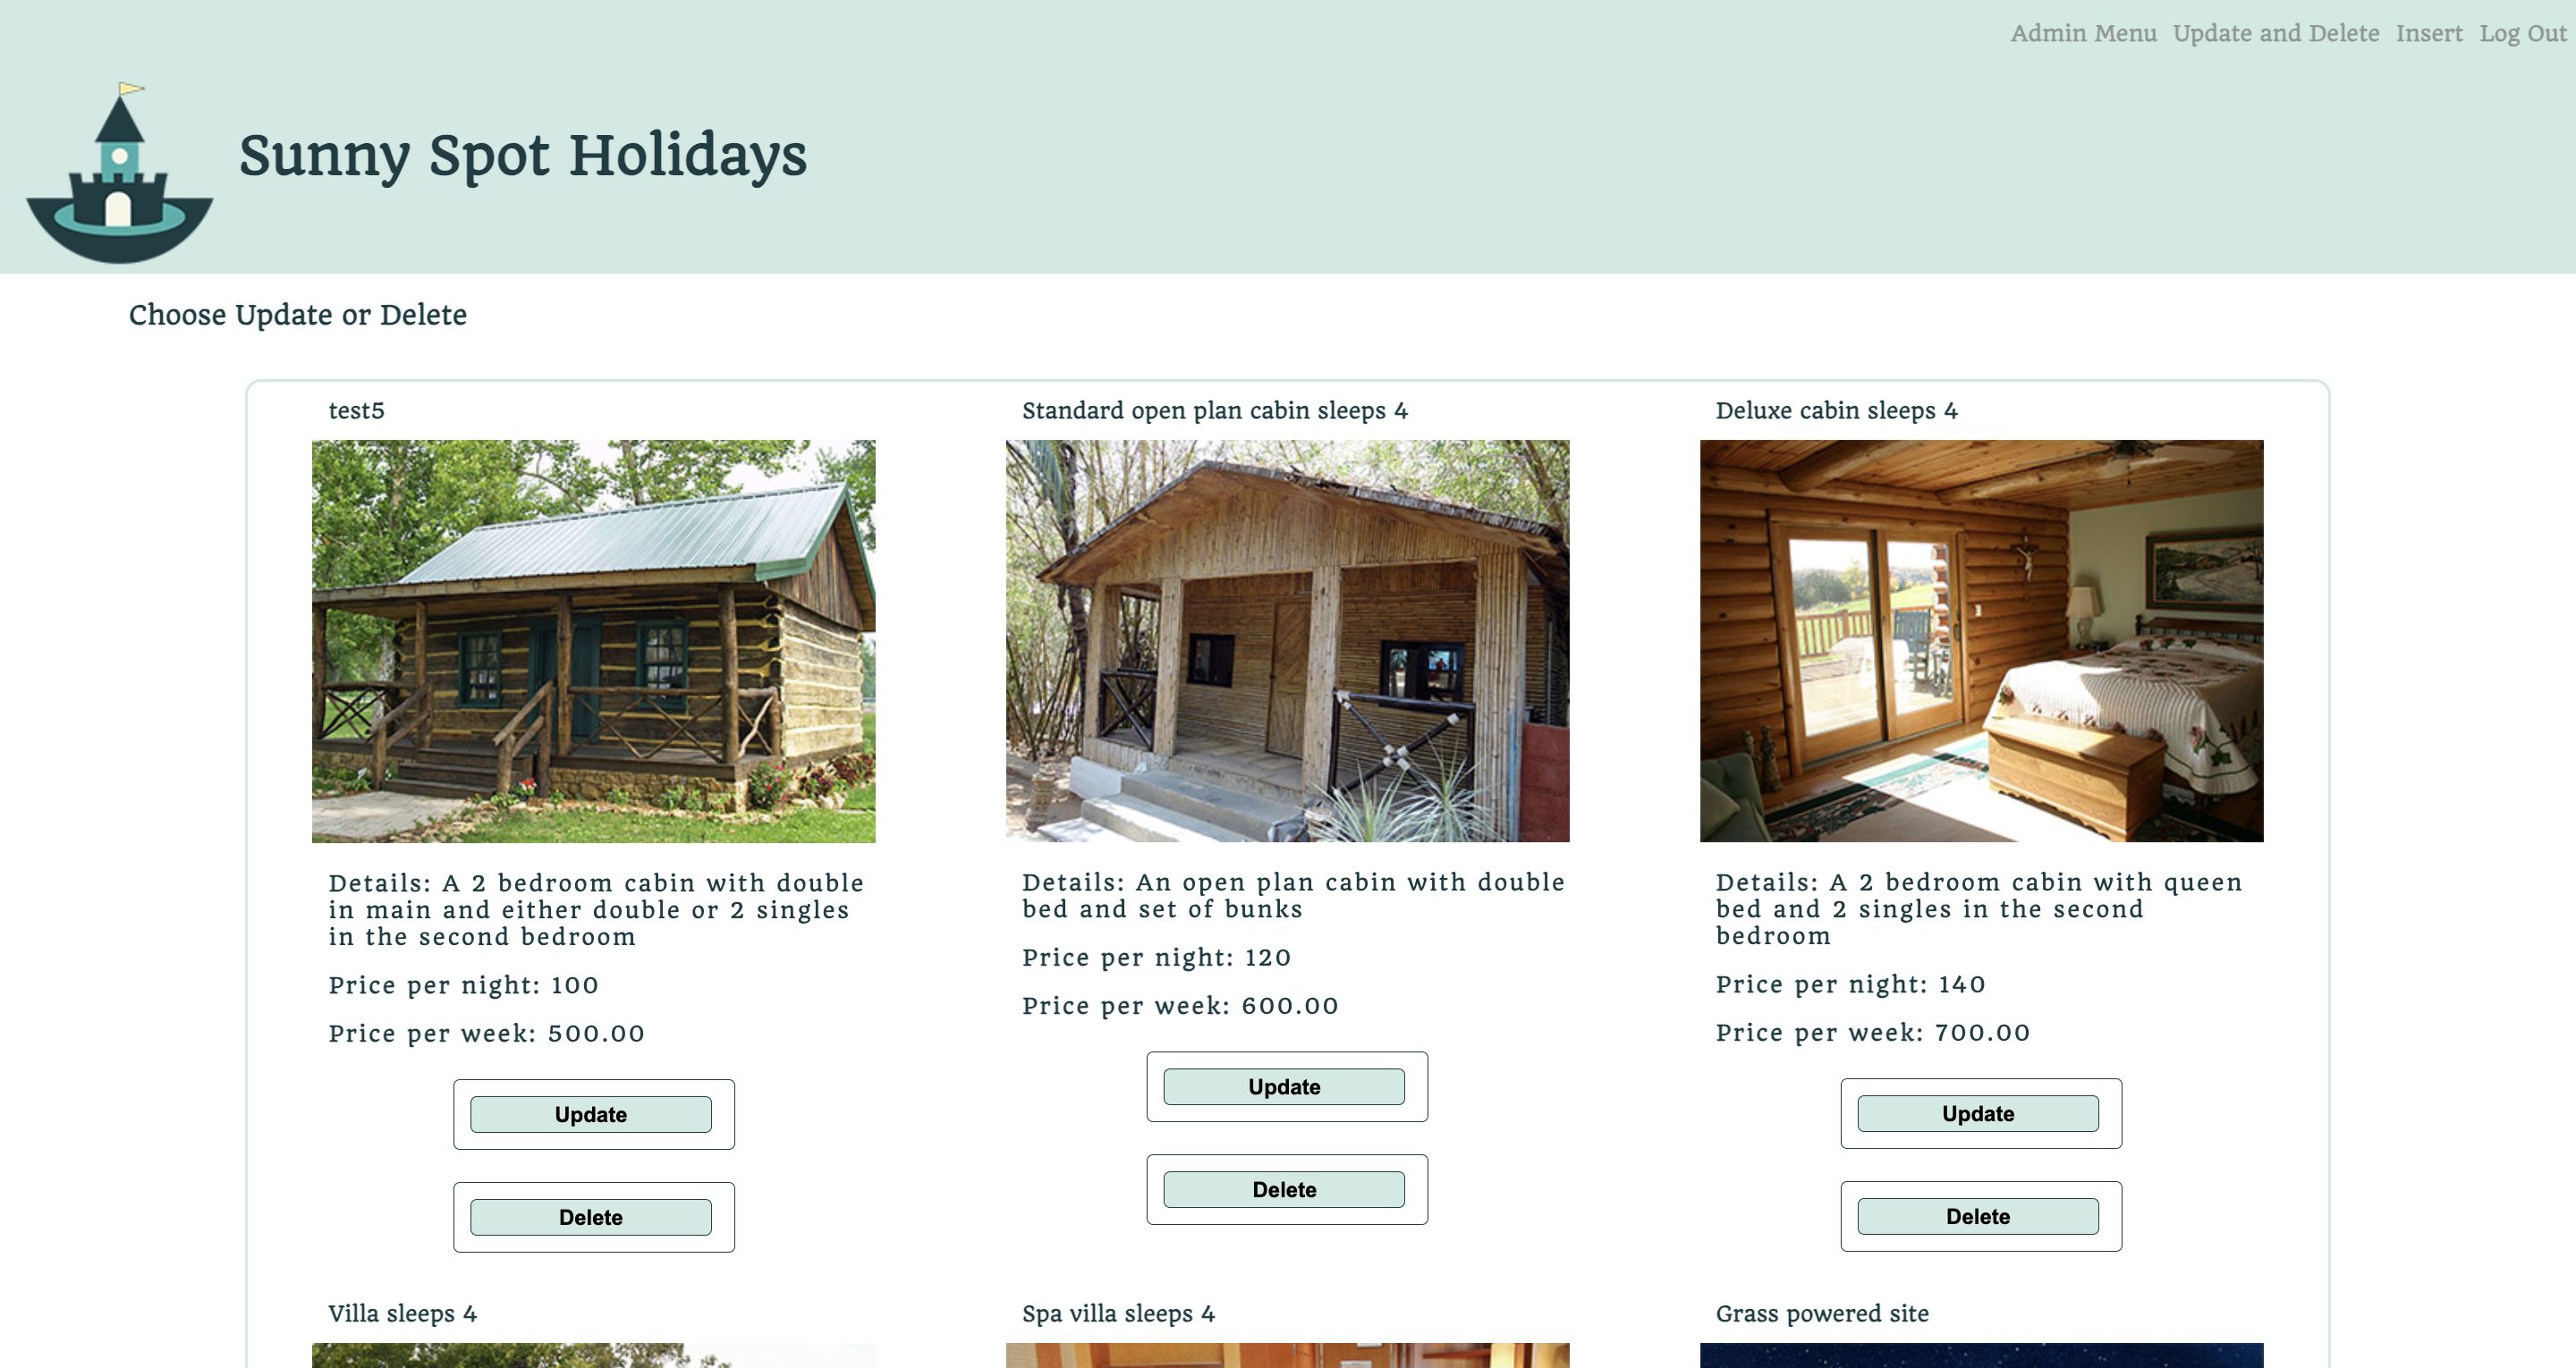 Admin Menu Update and Delete Insert Log Out
Sunny Spot Holidays
Choose Update or Delete
test5
Details: A 2 bedroom cabin with double
in main and either double or 2 singles
in the second bedroom
Price per night: 100
Price per week: 500.00
Update
Delete
Standard open plan cabin sleeps 4
Details: An open plan cabin with double
bed and set of bunks
Price per night: 120
Price per week: 600.00
Update
Delete
Deluxe cabin sleeps 4
Details: A 2 bedroom cabin with queen
bed and 2 singles in the second
bedroom
Price per night: 140
Price per week: 700.00
Update
Delete
Villa sleeps 4
Spa villa sleeps 4
Grass powered site